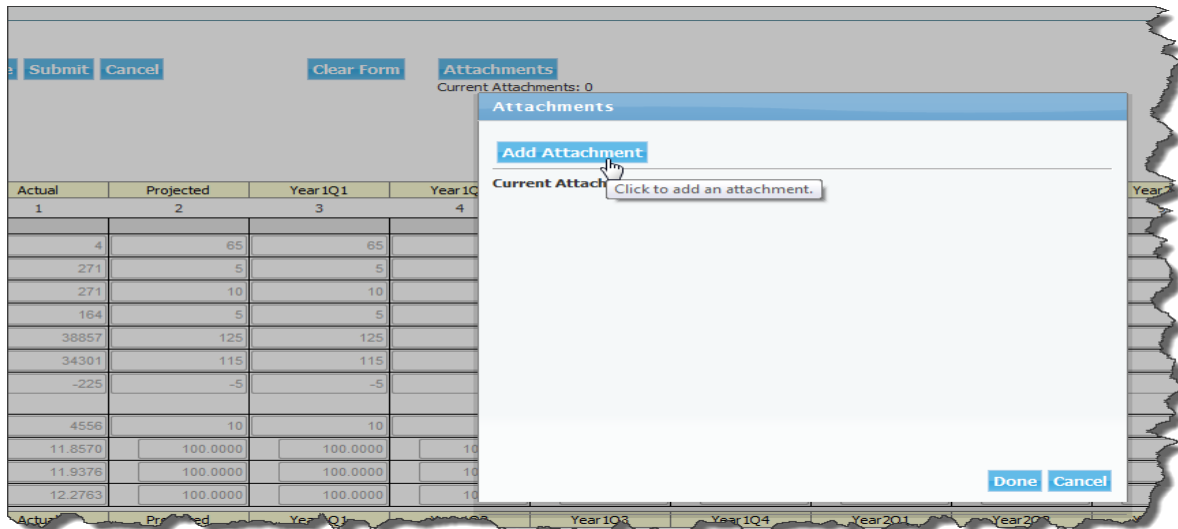 Submit Cancel Clear Form Attachments
Current Attachments: 0
Attachments
Add Attachment
Current Attach
Click to add an attachment.
Actual Projected Year1Q1 Year1Q
1 2 3 4
4 65 65
271 5 5
271 10 10
164 5 5
38857 125 125
34301 115 115
-225 -5 -5
4556 10 10
11.8570 100.0000 100.0000 10
11.9376 100.0000 100.0000 10
12.2763 100.0000 100.0000 10
Done Cancel
Year1Q3 Year1Q4 Year2Q1